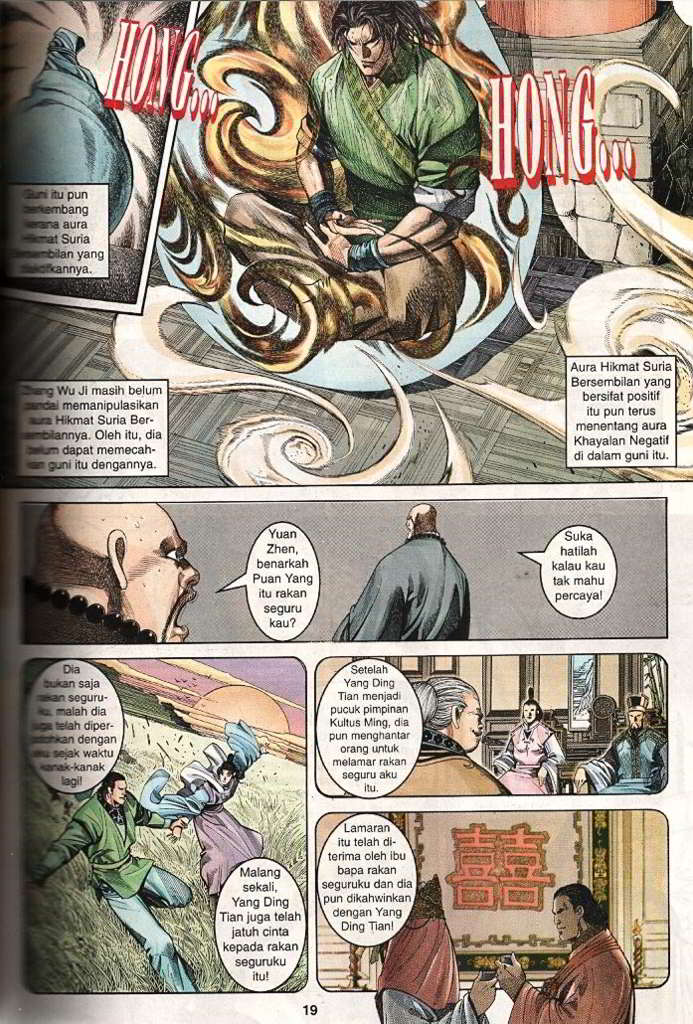 HONG...
HONG...
Guni itu pun
berkembang
kerana aura
Hikmat Suria
Bersembilan yang
kannya.
Zhang Wu Ji masih belum
pandai memanipulasikan
aura Hikmat Suria Ber-
sembilannya. Oleh itu, dia
belum dapat memecah-
kan guni itu dengannya.
Aura Hikmat Suria
Bersembilan yang
bersifat positif
itu pun terus
menentang aura
Khayalan Negatif
di dalam guni itu.
Yuan
Zhen,
benarkah
Puan Yang
itu rakan
seguru
kau?
Suka
hatilah
kalau kau
tak mahu
percaya!
Dia
bukan saja
rakan seguru-
ku, malah dia
juga telah diper-
tunangkan dengan
aku sejak waktu
kanak-kanak
lagi!
Malang
sekali,
Yang Ding
Tian juga telah
jatuh cinta
kepada rakan
seguruku
itu!
Setelah
Yang Ding
Tian menjadi
pucuk pimpinan
Kultus Ming, dia
pun menghantar
orang untuk
melamar rakan
seguru aku
itu.
Lamaran
itu telah di-
terima oleh ibu
bapa rakan
seguruku dan dia
pun dikahwinkan
dengan Yang
Ding Tian!
囍
19